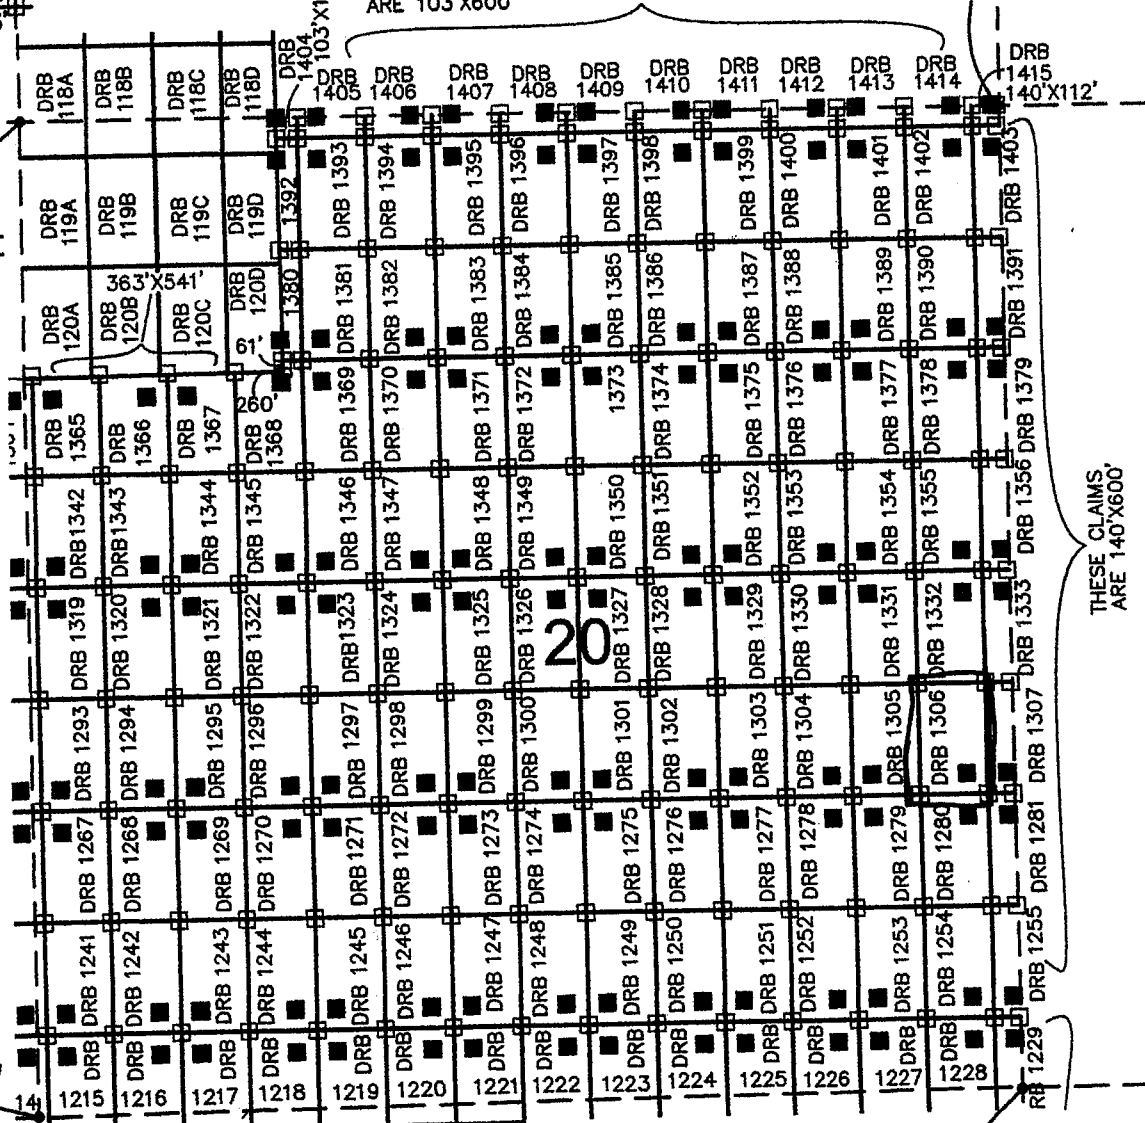 ARE 103'X600'
DRB 1404 103'X1
DRB 1405
DRB 1406
DRB 1407
DRB 1408
DRB 1409
DRB 1410
DRB 1411
DRB 1412
DRB 1413
DRB 1414
DRB 1415 140'X112'
DRB 118A
DRB 118B
DRB 118C
DRB 118D
DRB 119A
DRB 119B
DRB 119C
DRB 119D
1392
DRB 1393
DRB 1394
DRB 1395
DRB 1396
DRB 1397
DRB 1398
DRB 1399
DRB 1400
DRB 1401
DRB 1402
DRB 1403
363'X541'
DRB 120A
DRB 120B
DRB 120C
DRB 120D
1380
DRB 1381
DRB 1382
DRB 1383
DRB 1384
DRB 1385
DRB 1386
DRB 1387
DRB 1388
DRB 1389
DRB 1390
DRB 1391
61'
260'
DRB 1365
DRB 1366
DRB 1367
DRB 1368
DRB 1369
DRB 1370
DRB 1371
DRB 1372
1373
DRB 1374
DRB 1375
DRB 1376
DRB 1377
DRB 1378
DRB 1379
DRB 1342
DRB 1343
DRB 1344
DRB 1345
DRB 1346
DRB 1347
DRB 1348
DRB 1349
DRB 1350
DRB 1351
DRB 1352
DRB 1353
DRB 1354
DRB 1355
DRB 1356
THESE CLAIMS
ARE 140'X600'
DRB 1319
DRB 1320
DRB 1321
DRB 1322
DRB 1323
DRB 1324
DRB 1325
DRB 1326
DRB 1327
DRB 1328
DRB 1329
DRB 1330
DRB 1331
DRB 1332
DRB 1333
20
DRB 1293
DRB 1294
DRB 1295
DRB 1296
DRB 1297
DRB 1298
DRB 1299
DRB 1300
DRB 1301
DRB 1302
DRB 1303
DRB 1304
DRB 1305
DRB 1306
DRB 1307
DRB 1267
DRB 1268
DRB 1269
DRB 1270
DRB 1271
DRB 1272
DRB 1273
DRB 1274
DRB 1275
DRB 1276
DRB 1277
DRB 1278
DRB 1279
DRB 1280
DRB 1281
DRB 1241
DRB 1242
DRB 1243
DRB 1244
DRB 1245
DRB 1246
DRB 1247
DRB 1248
DRB 1249
DRB 1250
DRB 1251
DRB 1252
DRB 1253
DRB 1254
DRB 1255
14
DRB 1215
DRB 1216
DRB 1217
DRB 1218
DRB 1219
DRB 1220
DRB 1221
DRB 1222
DRB 1223
DRB 1224
DRB 1225
DRB 1226
DRB 1227
DRB 1228
RB 1229